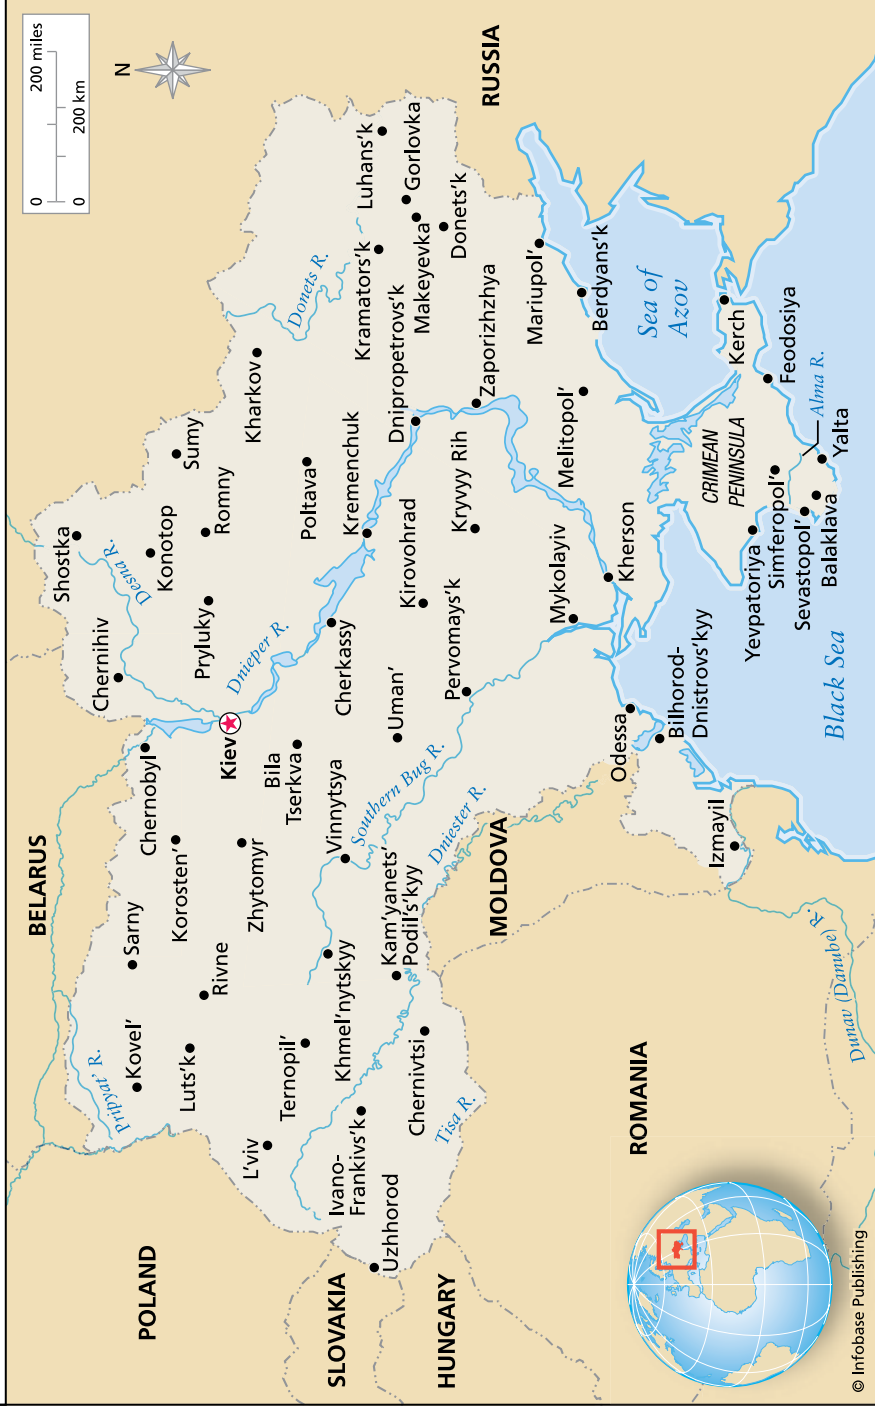 0
200 miles
0
200 km
N
BELARUS
POLAND
SLOVAKIA
HUNGARY
ROMANIA
MOLDOVA
RUSSIA
Pripyat' R.
Kovel'
Sarny
Luts'k
Rivne
Korosten'
Chernobyl'
Chernihiv
Shostka
Desna R.
Konotop
Sumy
Romny
Pryluky
Kiev
Zhytomyr
L'viv
Ternopil'
Khmel'nytskyy
Vinnytsya
Bila
Tserkva
Dnieper R.
Cherkassy
Kremenchuk
Poltava
Kharkov
Donets R.
Luhans'k
Kramators'k
Gorlovka
Makeyevka
Donets'k
Dnipropetrovs'k
Zaporizhzhya
Kryvyy Rih
Kirovohrad
Uman'
Pervomays'k
Southern Bug R.
Dniester R.
Kam'yanets'
Podil's'kyy
Chernivtsi
Ivano-
Frankivs'k
Uzhhorod
Tisa R.
Mykolayiv
Kherson
Melitopol'
Mariupol'
Berdyans'k
Sea of
Azov
Odessa
Bilhorod-
Dnistrovs'kyy
Izmayil
Dunav (Danube) R.
Black Sea
CRIMEAN
PENINSULA
Kerch
Feodosiya
Alma R.
Yalta
Simferopol'
Yevpatoriya
Sevastopol'
Balaklava
© Infobase Publishing